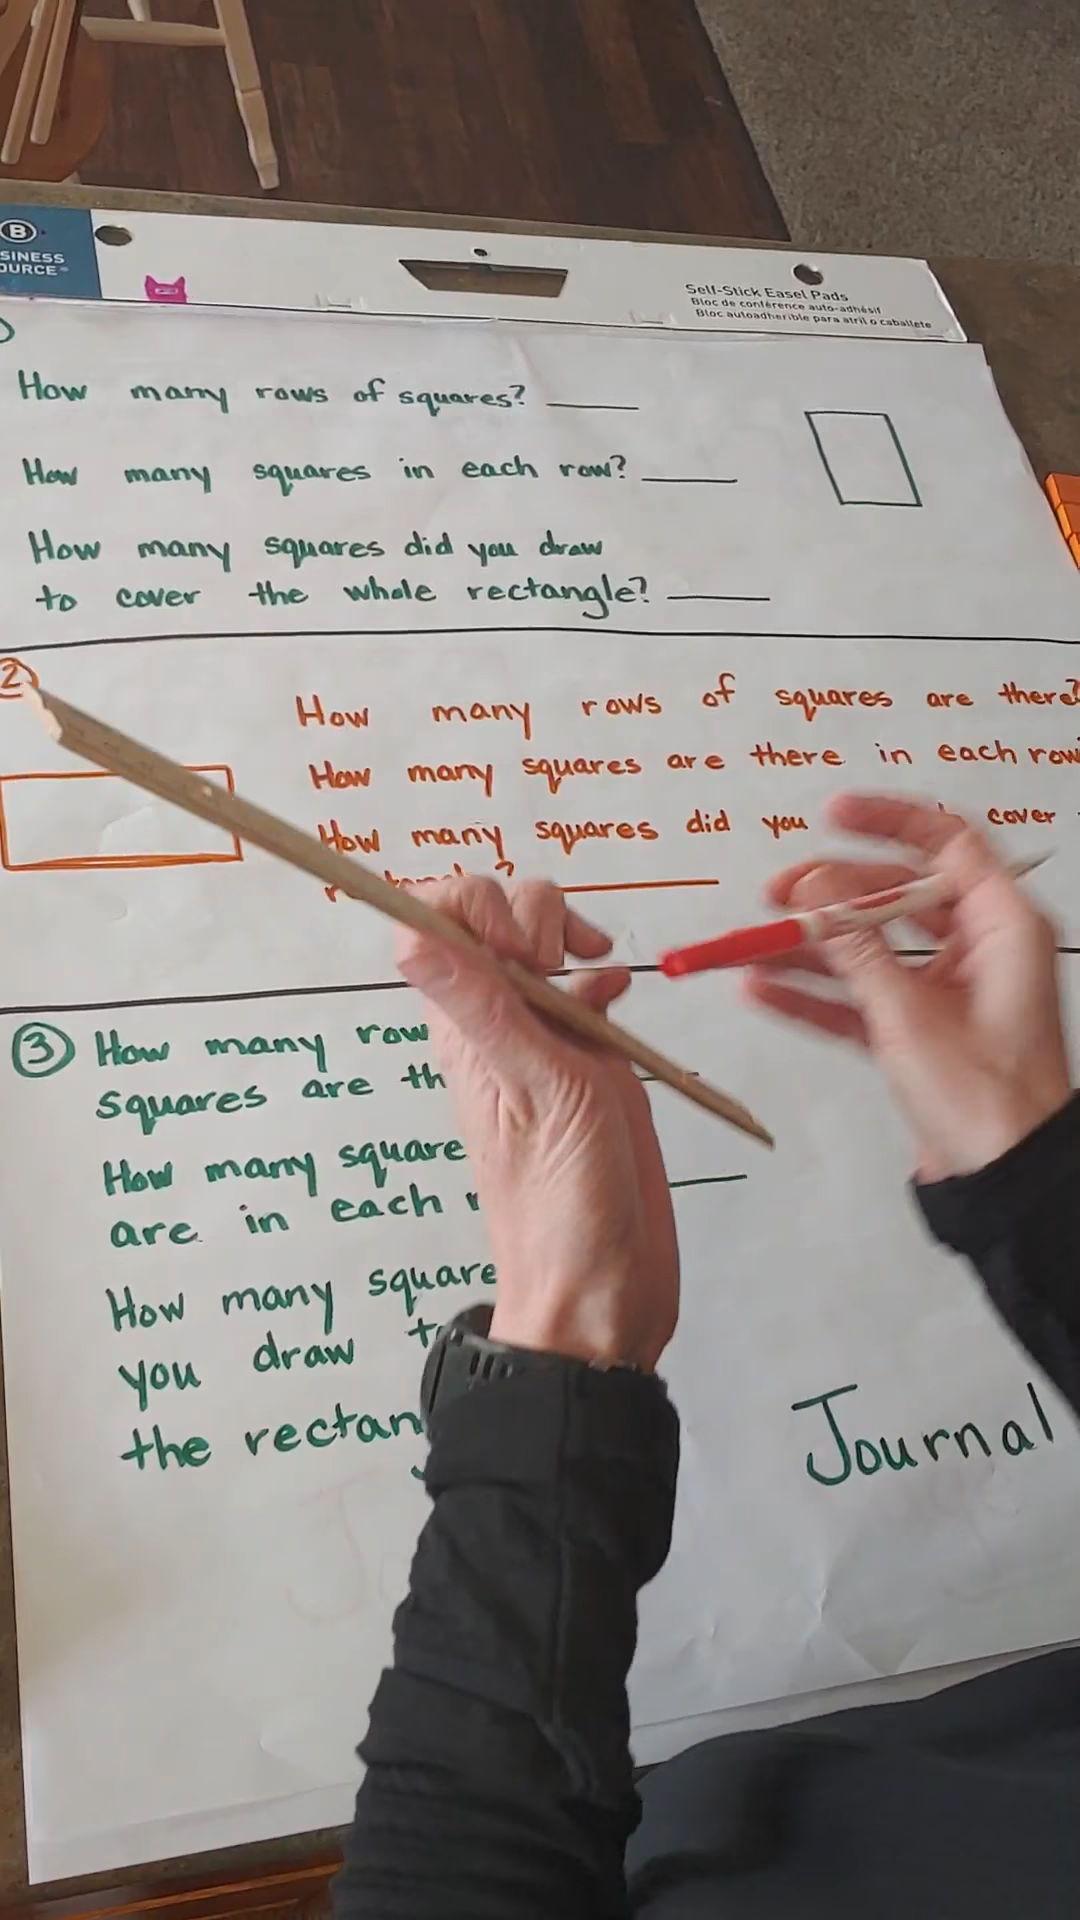 B
SINESS
OURCE
Self-Stick Easel Pads
Bloc de conférence auto-adhésif
Bloc autoadherible para atril o caballete
How many rows of squares?
How many squares in each row?
How many squares did you draw
to cover the whole rectangle?
2
How many rows of squares are there?
How many squares are there in each row
How many squares did you cover
3 How many row
squares are th
How many square
are in each
How many square
you draw
the rectan
Journal